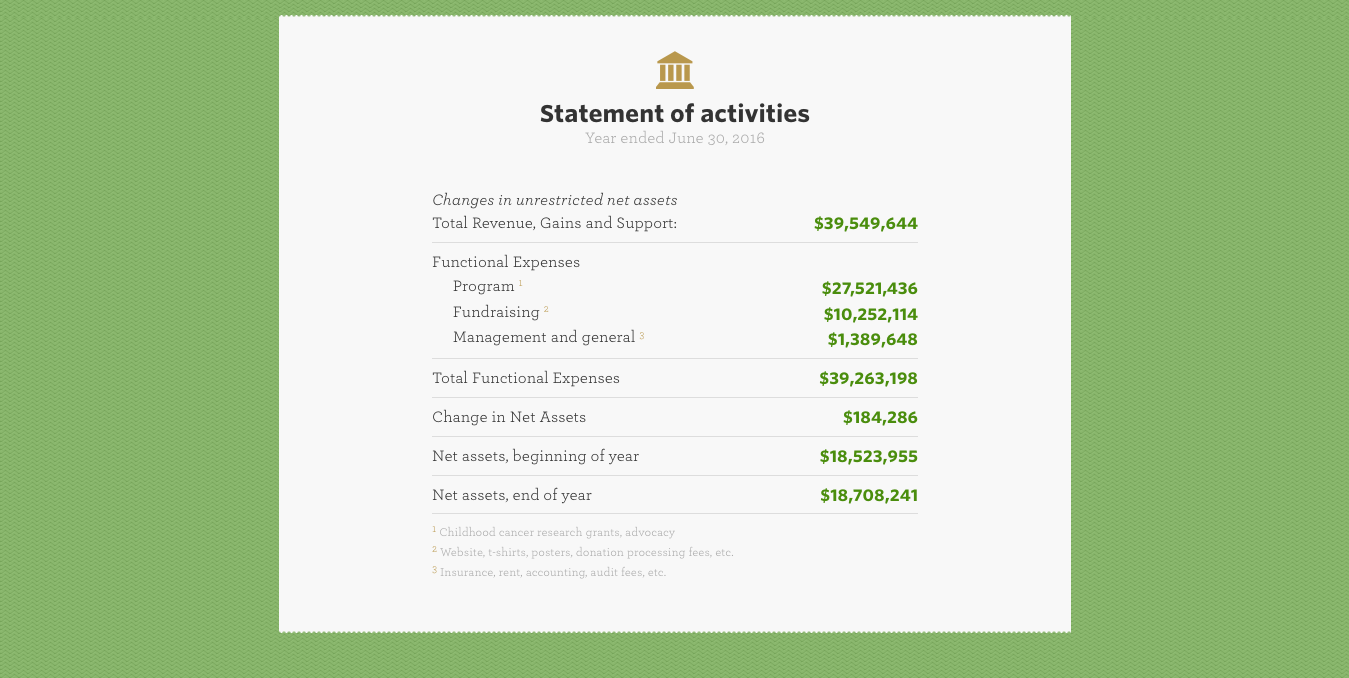 Statement of activities
Year ended June 30, 2016
Changes in unrestricted net assets
Total Revenue, Gains and Support: $39,549,644
Functional Expenses
Program ¹ $27,521,436
Fundraising ² $10,252,114
Management and general ³ $1,389,648
Total Functional Expenses $39,263,198
Change in Net Assets $184,286
Net assets, beginning of year $18,523,955
Net assets, end of year $18,708,241
¹ Childhood cancer research grants, advocacy
² Website, t-shirts, posters, donation processing fees, etc.
³ Insurance, rent, accounting, audit fees, etc.